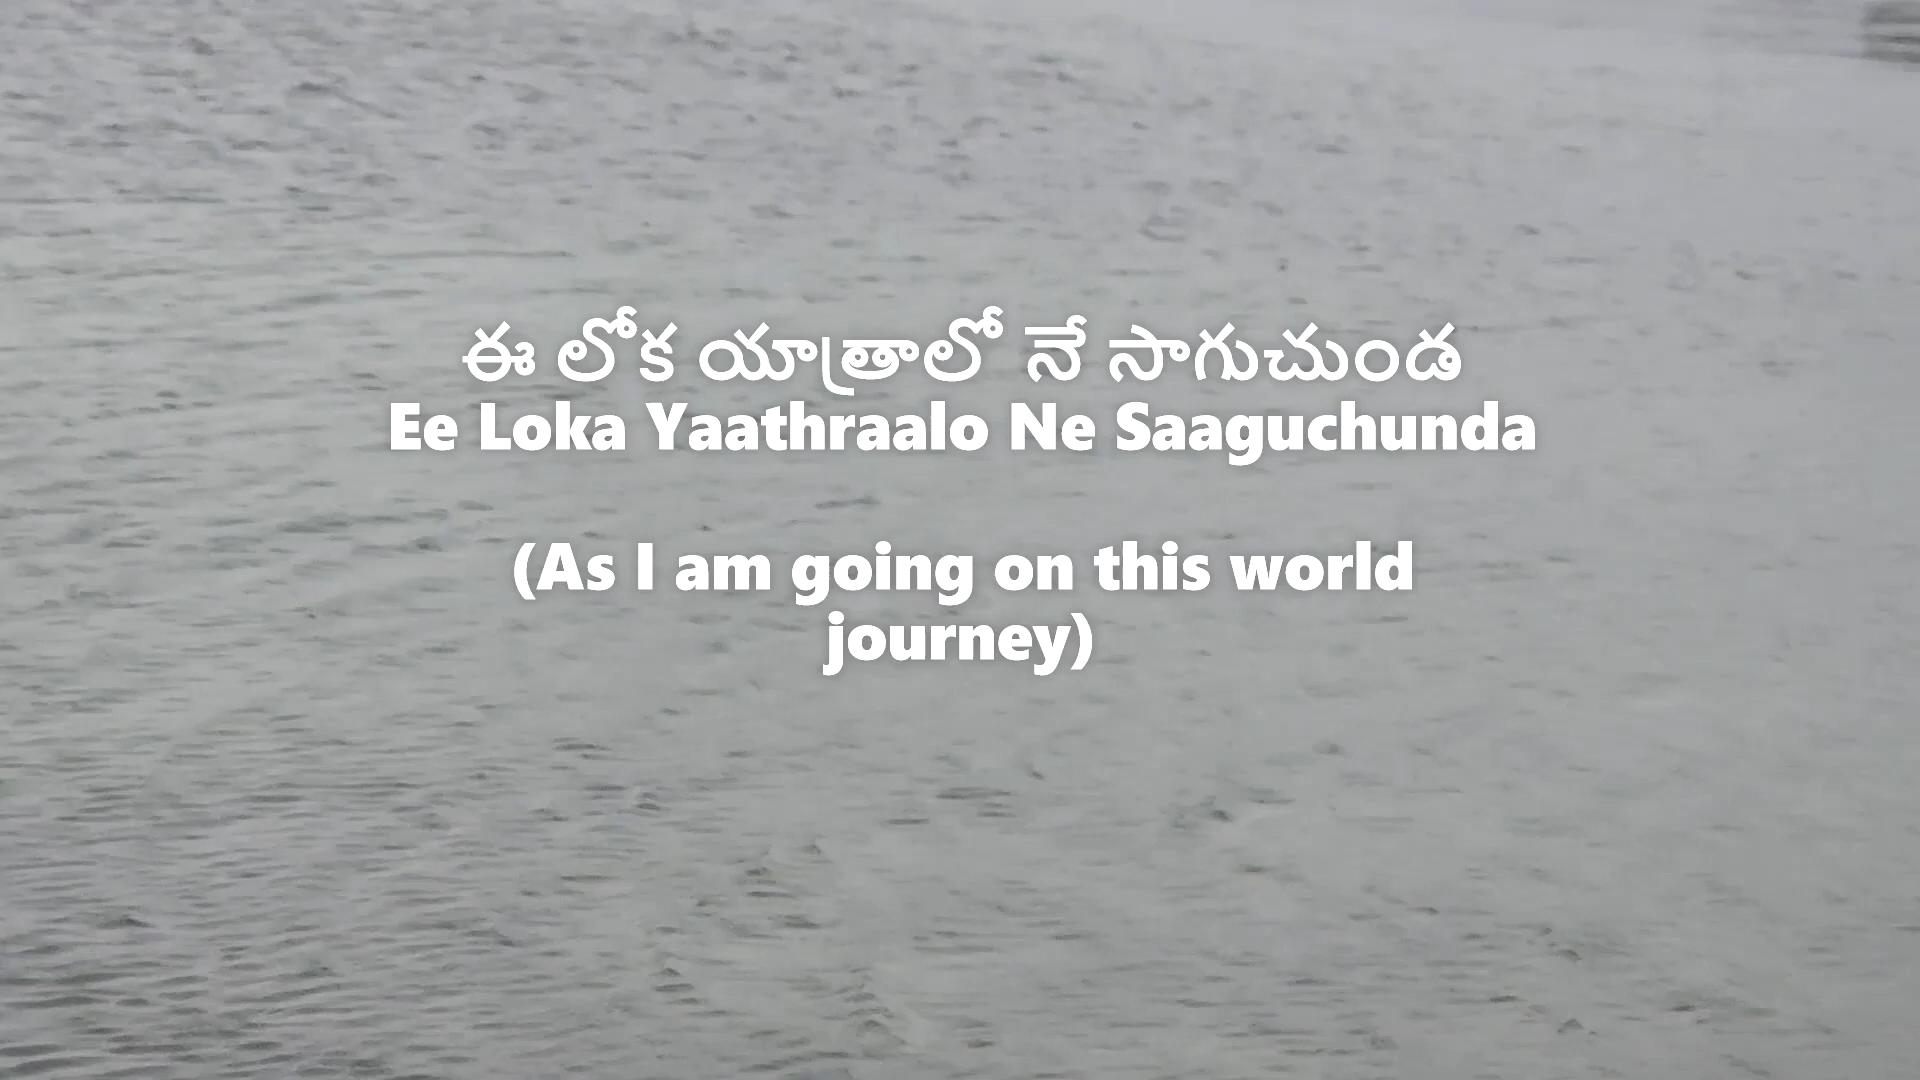 ఈ లోక యాత్రాలో నే సాగుచుండ
Ee Loka Yaathraalo Ne Saaguchunda
(As I am going on this world
journey)